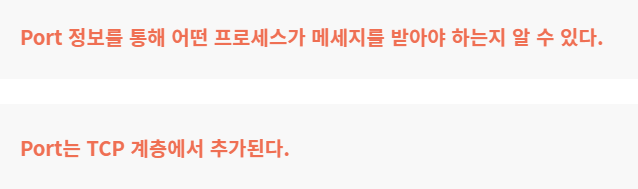 Port 정보를 통해 어떤 프로세스가 메세지를 받아야 하는지 알 수 있다.
Port는 TCP 계층에서 추가된다.